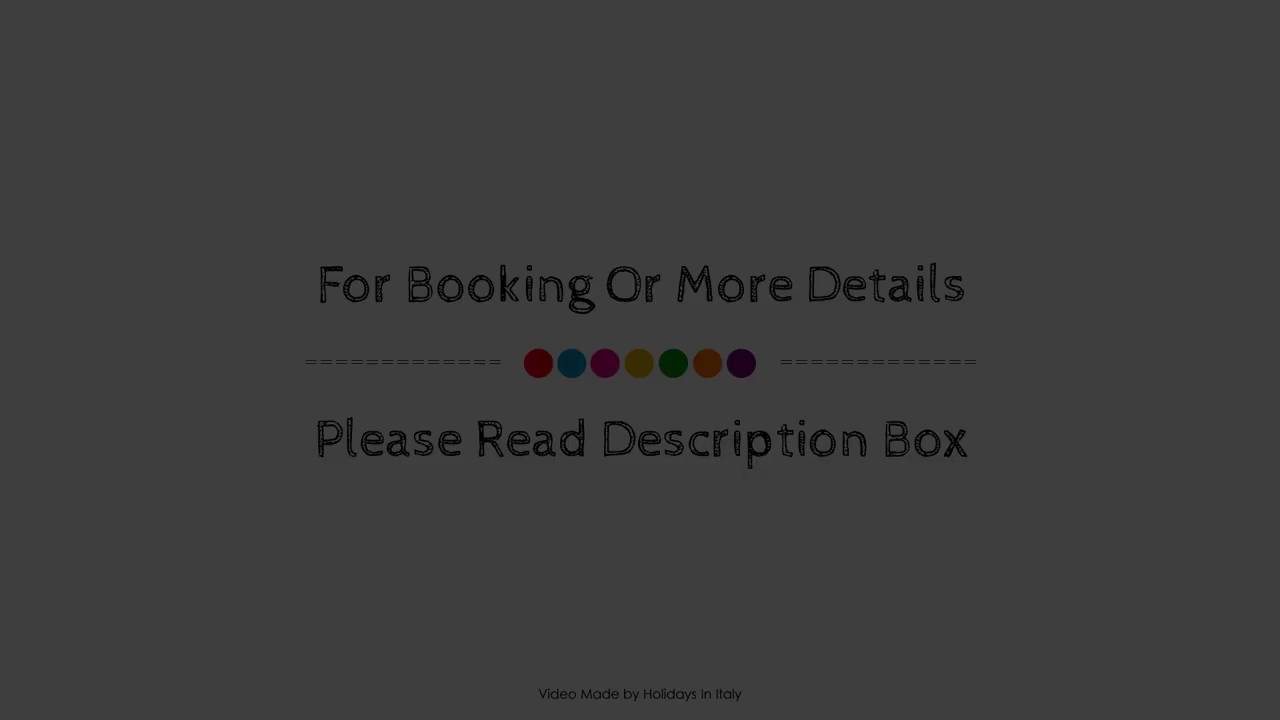 For Booking Or More Details
============= =============
Please Read Description Box
Video Made by Holidays In Italy